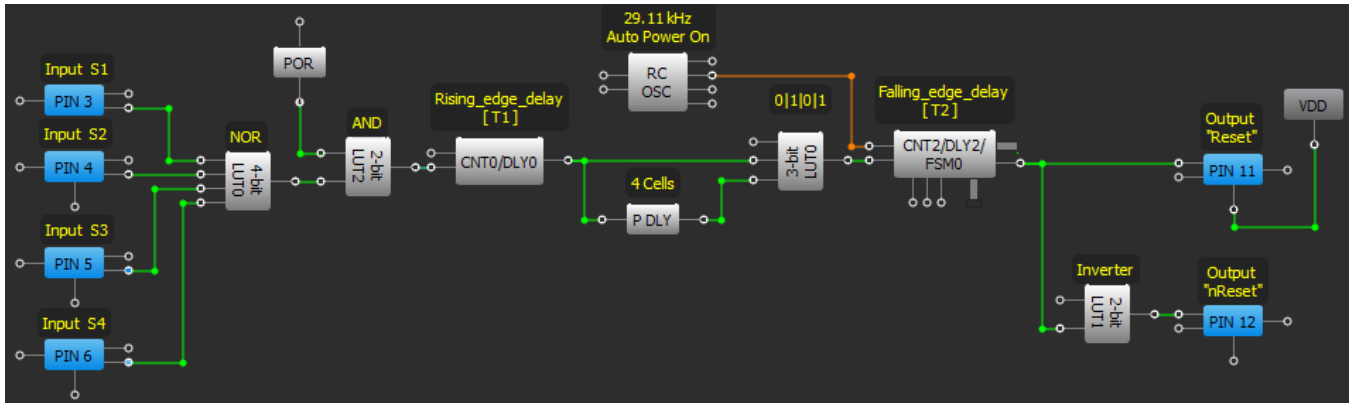 29.11 kHz
Auto Power On
RC
OSC
POR
VDD
Input S1
PIN 3
Input S2
PIN 4
Input S3
PIN 5
Input S4
PIN 6
NOR
4-bit
LUT0
AND
2-bit
LUT2
Rising_edge_delay
[T1]
CNT0/DLY0
4 Cells
P DLY
0|1|0|1
3-bit
LUT0
Falling_edge_delay
[T2]
CNT2/DLY2/
FSM0
Output
"Reset"
PIN 11
Inverter
2-bit
LUT1
Output
"nReset"
PIN 12